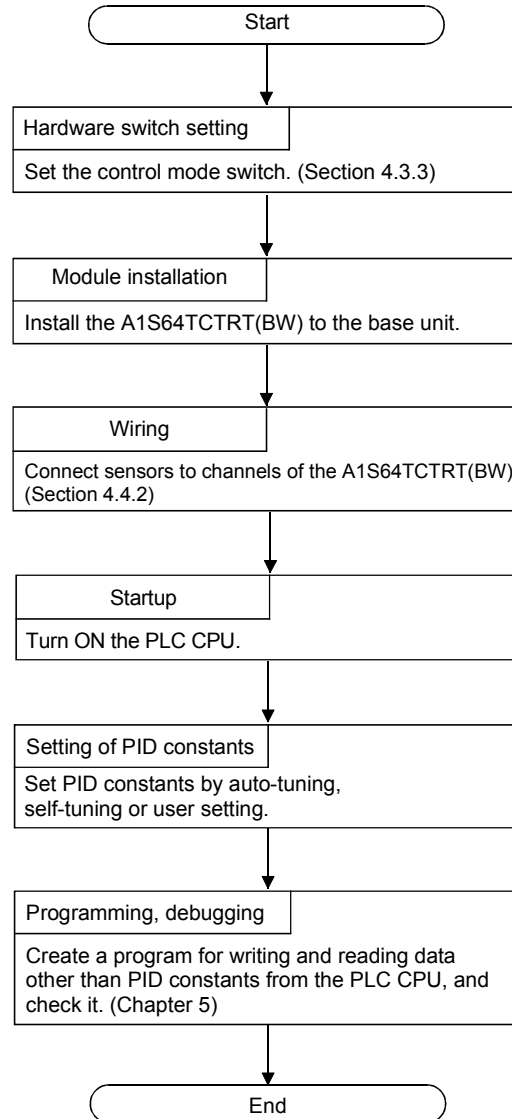 Start
Hardware switch setting
Set the control mode switch. (Section 4.3.3)
Module installation
Install the A1S64TCTRT(BW) to the base unit.
Wiring
Connect sensors to channels of the A1S64TCTRT(BW)
(Section 4.4.2)
Startup
Turn ON the PLC CPU.
Setting of PID constants
Set PID constants by auto-tuning,
self-tuning or user setting.
Programming, debugging
Create a program for writing and reading data
other than PID constants from the PLC CPU, and
check it. (Chapter 5)
End